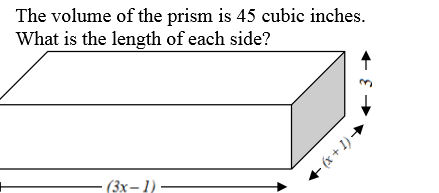 The volume of the prism is 45 cubic inches.
What is the length of each side?
3
(x + 1)
(3x – 1)